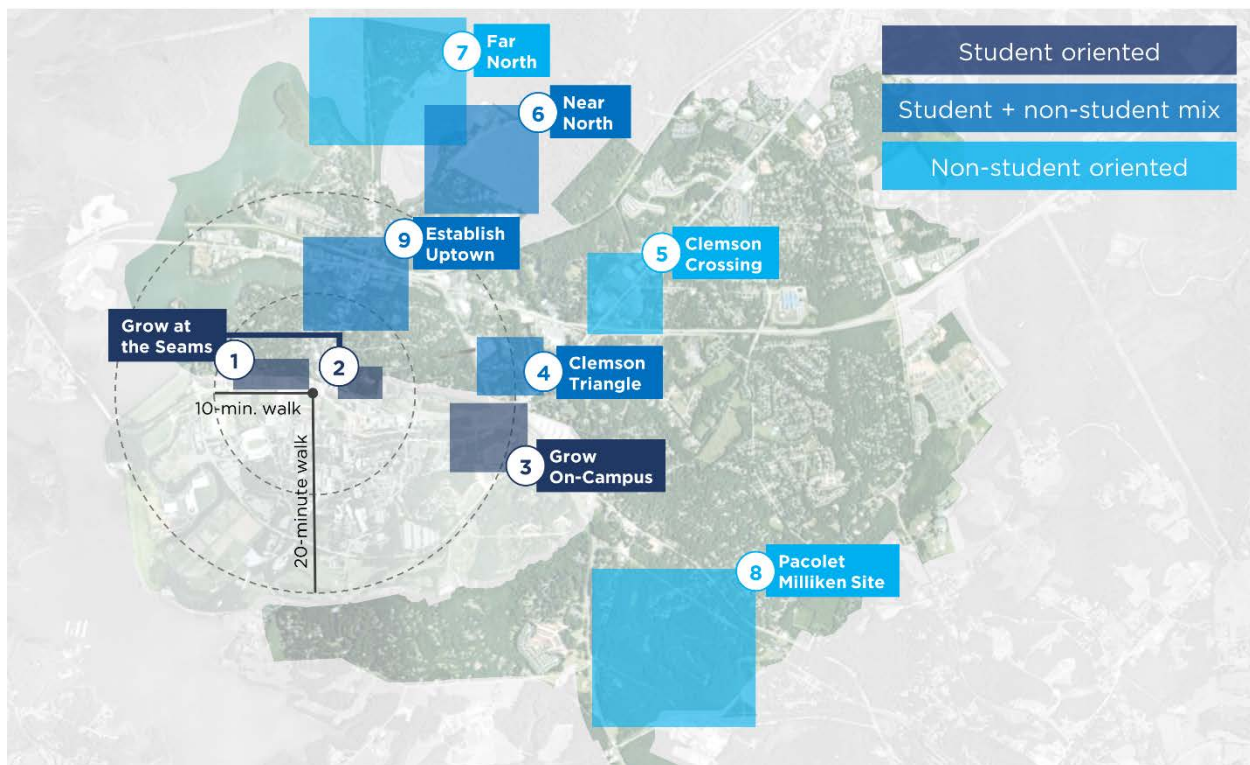 7
Far
North
Student oriented
6
Near
North
Student + non-student mix
Non-student oriented
9
Establish
Uptown
5
Clemson
Crossing
Grow at
the Seams
1
2
4
Clemson
Triangle
10-min. walk
20-minute walk
3
Grow
On-Campus
8
Pacolet
Milliken Site